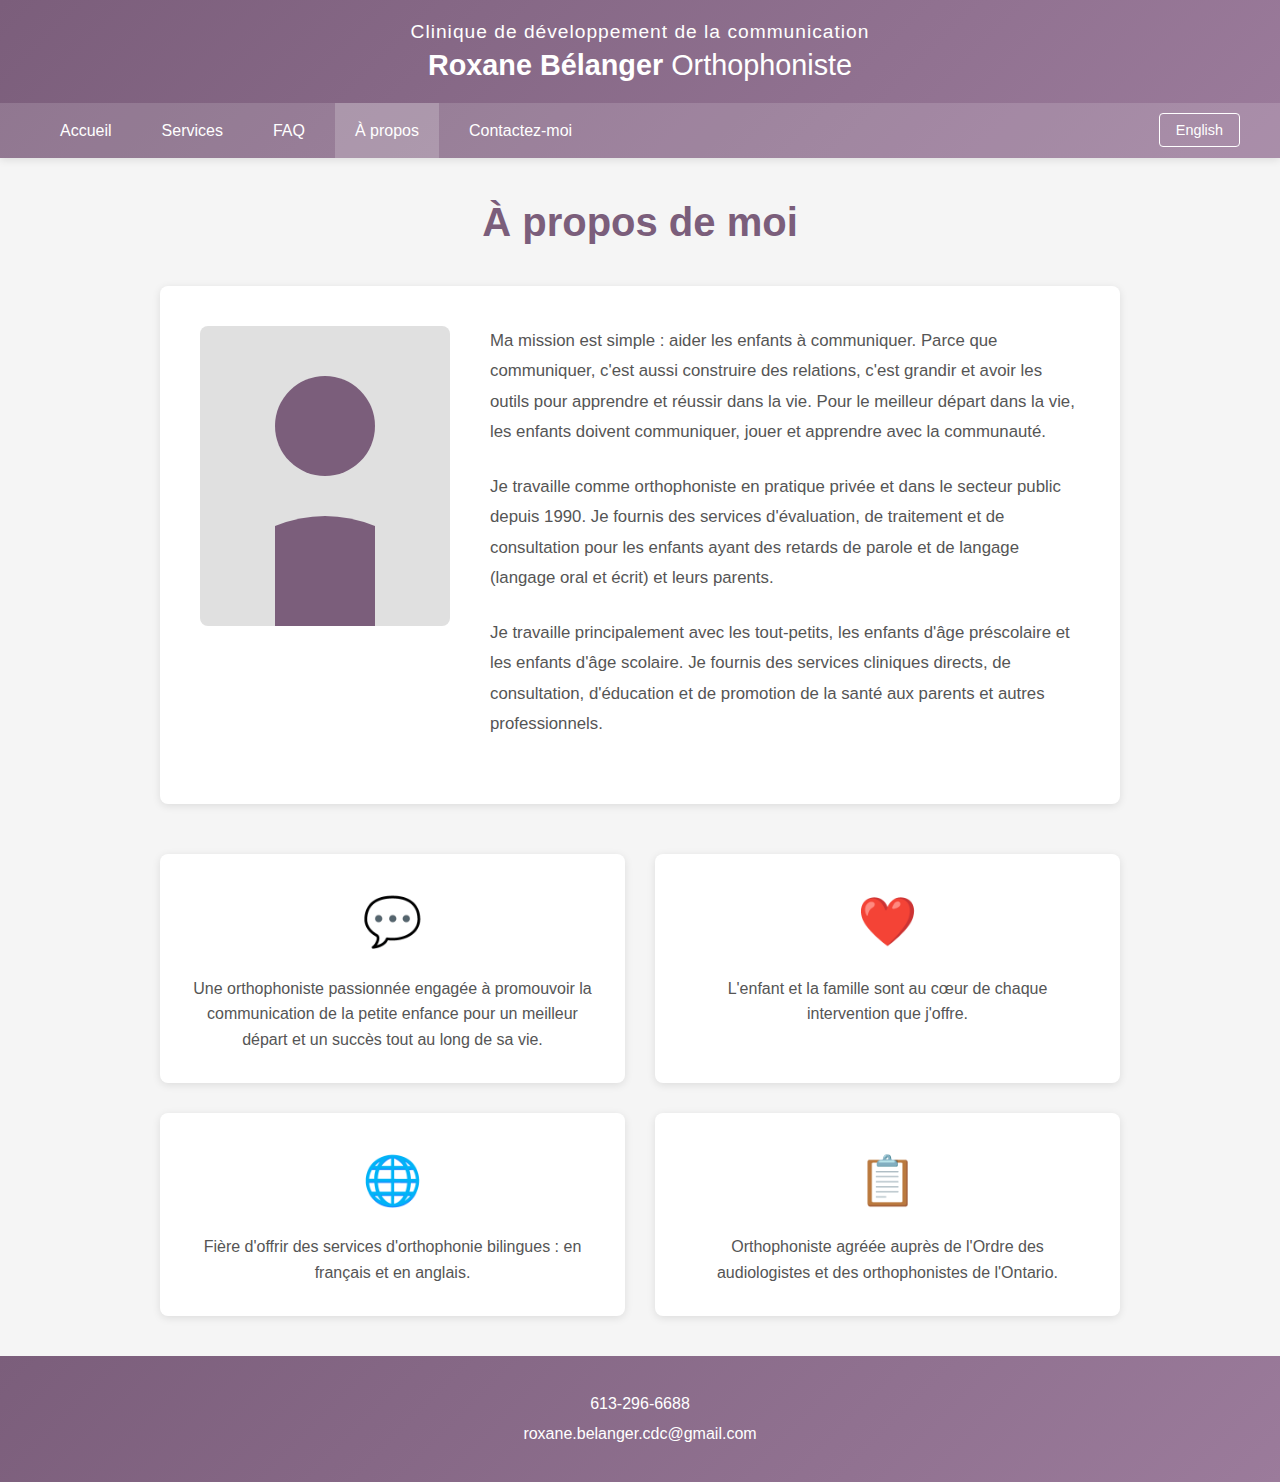 Clinique de développement de la communication
Roxane Bélanger Orthophoniste
Accueil
Services
FAQ
À propos
Contactez-moi
English
À propos de moi
Ma mission est simple : aider les enfants à communiquer. Parce que
communiquer, c'est aussi construire des relations, c'est grandir et avoir les
outils pour apprendre et réussir dans la vie. Pour le meilleur départ dans la vie,
les enfants doivent communiquer, jouer et apprendre avec la communauté.
Je travaille comme orthophoniste en pratique privée et dans le secteur public
depuis 1990. Je fournis des services d'évaluation, de traitement et de
consultation pour les enfants ayant des retards de parole et de langage
(langage oral et écrit) et leurs parents.
Je travaille principalement avec les tout-petits, les enfants d'âge préscolaire et
les enfants d'âge scolaire. Je fournis des services cliniques directs, de
consultation, d'éducation et de promotion de la santé aux parents et autres
professionnels.
Une orthophoniste passionnée engagée à promouvoir la
communication de la petite enfance pour un meilleur
départ et un succès tout au long de sa vie.
L'enfant et la famille sont au cœur de chaque
intervention que j'offre.
Fière d'offrir des services d'orthophonie bilingues : en
français et en anglais.
Orthophoniste agréée auprès de l'Ordre des
audiologistes et des orthophonistes de l'Ontario.
613-296-6688
roxane.belanger.cdc@gmail.com